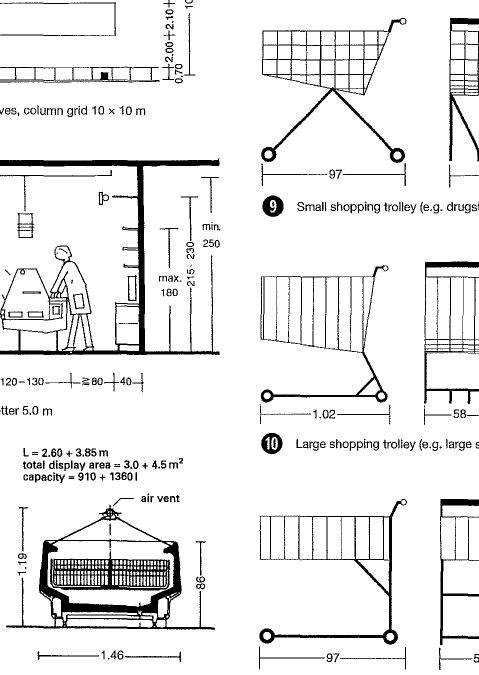 2.00 2.10
0.70
10
ves, column grid 10 × 10 m
97
9 Small shopping trolley (e.g. drugst
min.
250
215 - 230
max.
180
120–130 ≧80 40
etter 5.0 m
1.02
58
10 Large shopping trolley (e.g. large s
L = 2.60 + 3.85 m
total display area = 3.0 + 4.5 m²
capacity = 910 + 1360 l
air vent
1.19
86
1.46
97
5